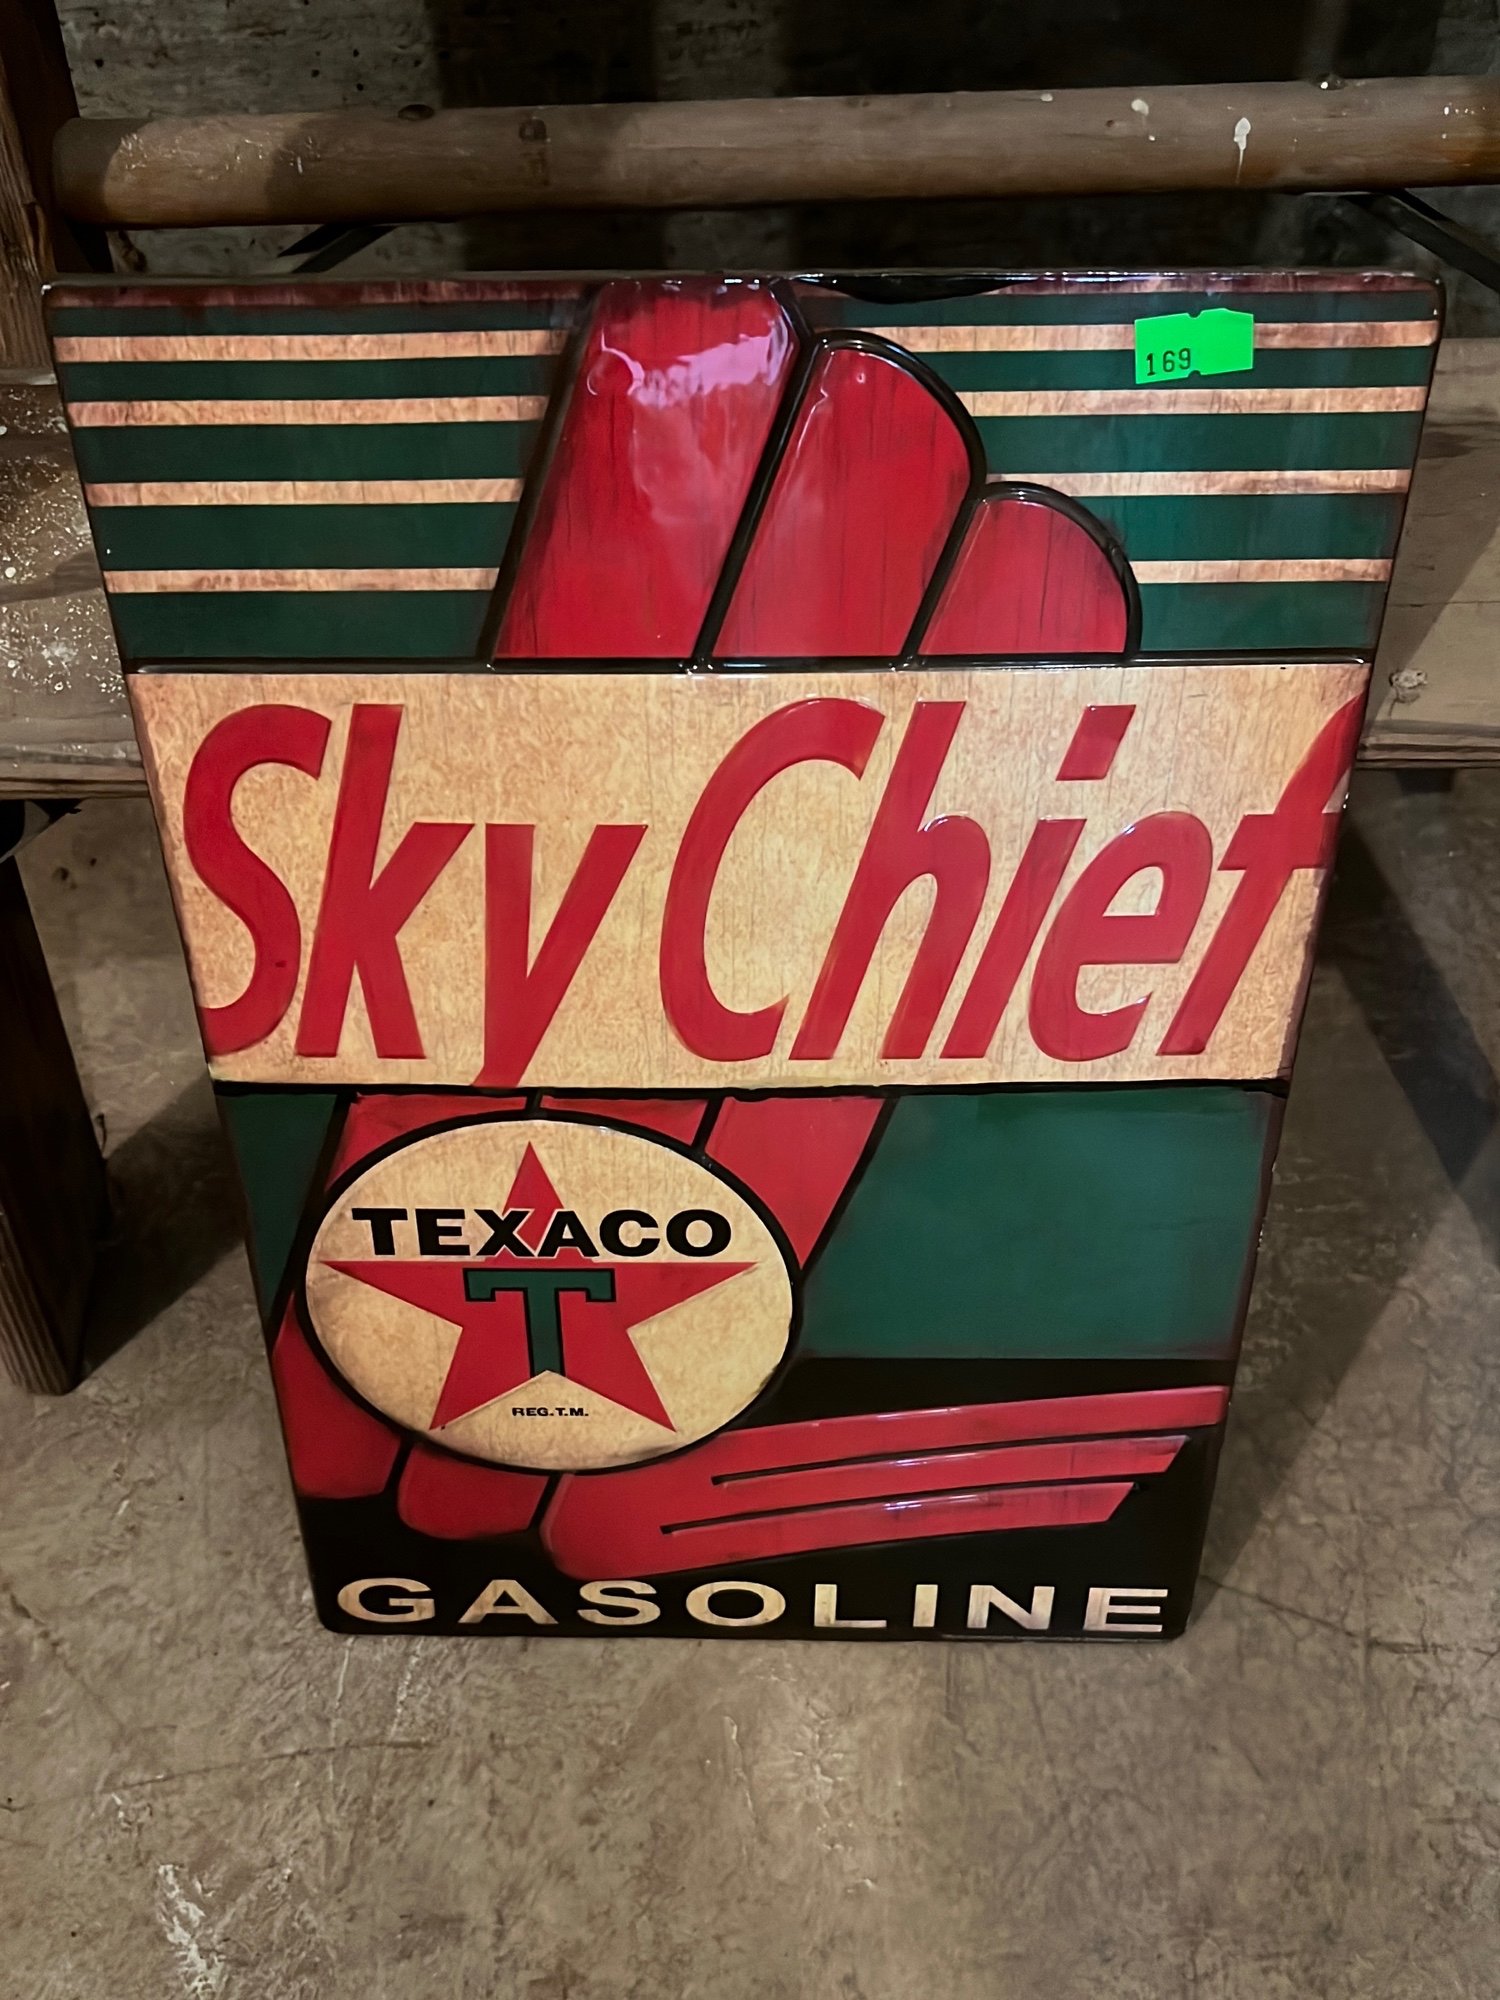 169
Sky Chief
TEXACO
T
REG.T.M.
GASOLINE